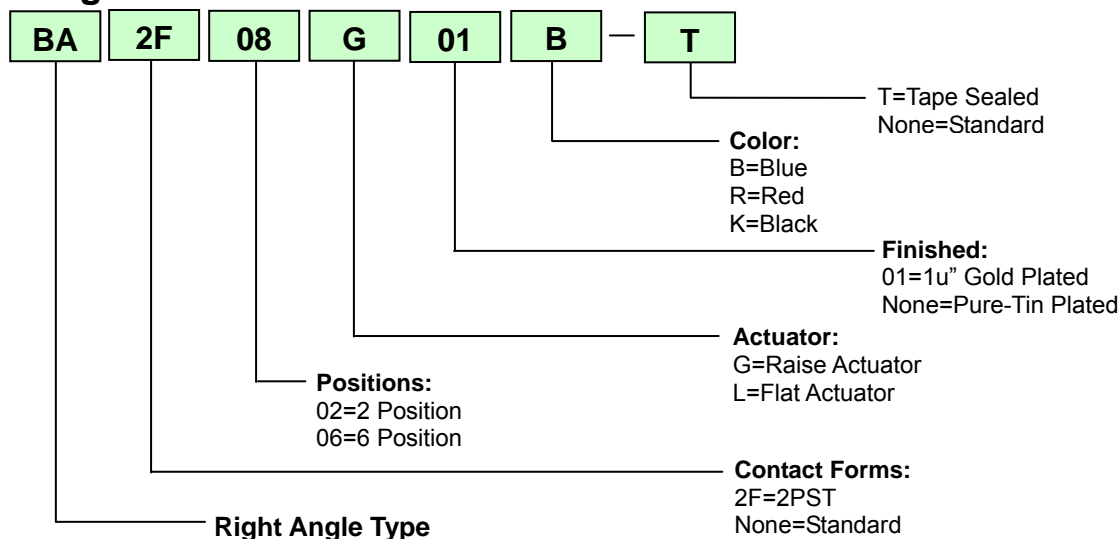 BA 2F 08 G 01 B — T
T=Tape Sealed
None=Standard
Color:
B=Blue
R=Red
K=Black
Finished:
01=1u” Gold Plated
None=Pure-Tin Plated
Actuator:
G=Raise Actuator
L=Flat Actuator
Positions:
02=2 Position
06=6 Position
Contact Forms:
2F=2PST
None=Standard
Right Angle Type